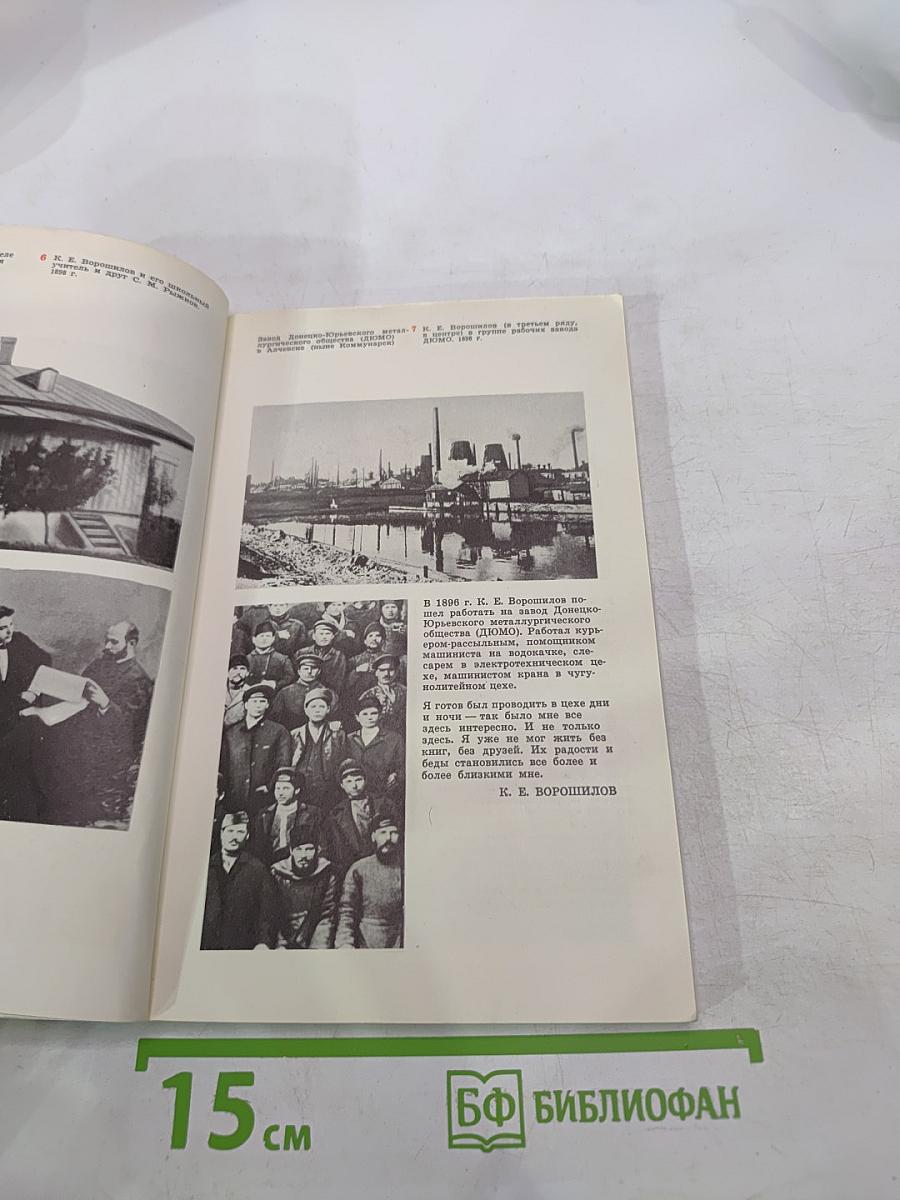 еле
я
6 К. Е. Ворошилов и его школьный
учитель и друг С. М. Рыжков.
1898 г.
Завод Донецко-Юрьевского метал-
лургического общества (ДЮМО)
в Алчевске (ныне Коммунарск)
7 К. Е. Ворошилов (в третьем ряду,
в центре) в группе рабочих завода
ДЮМО. 1896 г.
В 1896 г. К. Е. Ворошилов по-
шел работать на завод Донецко-
Юрьевского металлургического
общества (ДЮМО). Работал курь-
ером-рассыльным, помощником
машиниста на водокачке, сле-
сарем в электротехническом це-
хе, машинистом крана в чугу-
нолитейном цехе.
Я готов был проводить в цехе дни
и ночи — так было мне все
здесь интересно. И не только
здесь. Я уже не мог жить без
книг, без друзей. Их радости и
беды становились все более и
более близкими мне.
К. Е. ВОРОШИЛОВ
15 см
БФ БИБЛИОФАН